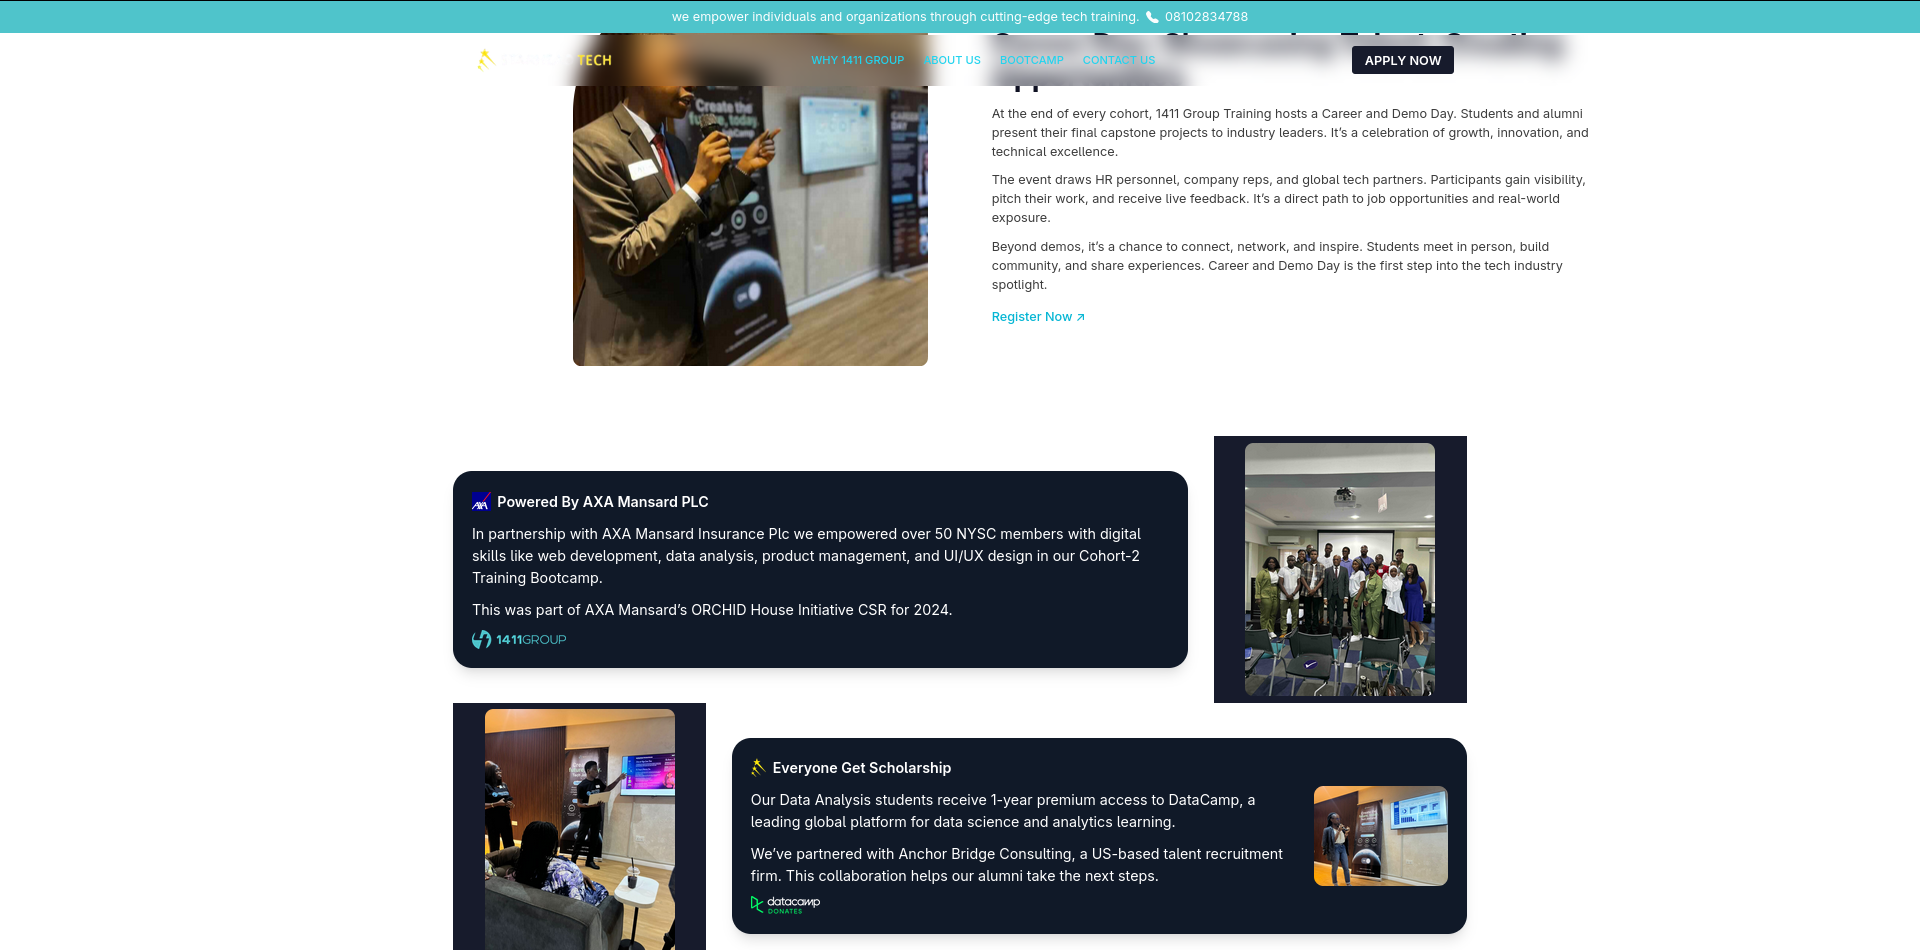 we empower individuals and organizations through cutting-edge tech training. 08102834788
TECH
WHY 1411 GROUP
ABOUT US
BOOTCAMP
CONTACT US
APPLY NOW
Create the
future, today.
CAREER
DAY
At the end of every cohort, 1411 Group Training hosts a Career and Demo Day. Students and alumni
present their final capstone projects to industry leaders. It’s a celebration of growth, innovation, and
technical excellence.
The event draws HR personnel, company reps, and global tech partners. Participants gain visibility,
pitch their work, and receive live feedback. It’s a direct path to job opportunities and real-world
exposure.
Beyond demos, it’s a chance to connect, network, and inspire. Students meet in person, build
community, and share experiences. Career and Demo Day is the first step into the tech industry
spotlight.
Register Now ↗
AXA
Powered By AXA Mansard PLC
In partnership with AXA Mansard Insurance Plc we empowered over 50 NYSC members with digital
skills like web development, data analysis, product management, and UI/UX design in our Cohort-2
Training Bootcamp.
This was part of AXA Mansard’s ORCHID House Initiative CSR for 2024.
1411GROUP
Everyone Get Scholarship
Our Data Analysis students receive 1-year premium access to DataCamp, a
leading global platform for data science and analytics learning.
We’ve partnered with Anchor Bridge Consulting, a US-based talent recruitment
firm. This collaboration helps our alumni take the next steps.
datacamp
DONATES